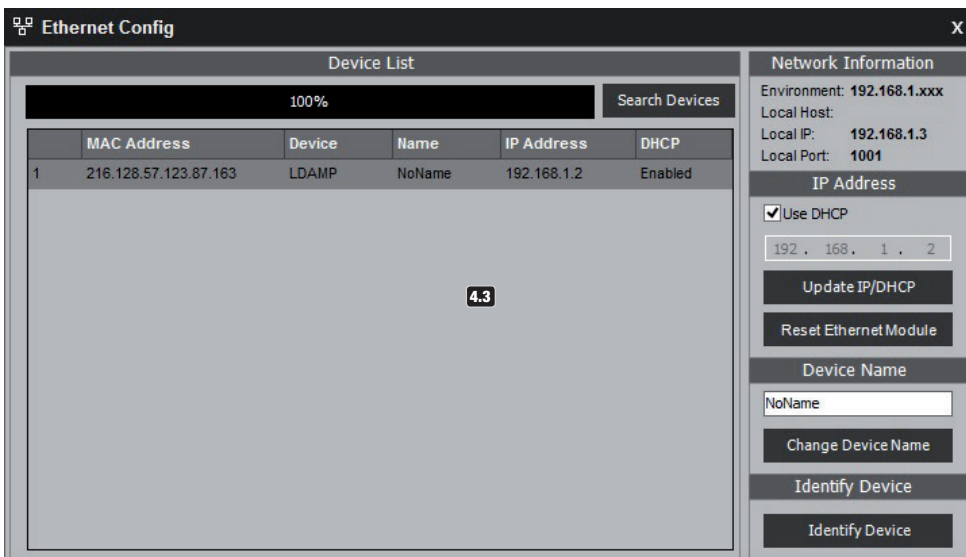 Ethernet Config
X
Device List
100%
Search Devices
MAC Address Device Name IP Address DHCP
1 216.128.57.123.87.163 LDAMP NoName 192.168.1.2 Enabled
4.3
Network Information
Environment: 192.168.1.xxx
Local Host:
Local IP: 192.168.1.3
Local Port: 1001
IP Address
Use DHCP
192 . 168 . 1 . 2
Update IP/DHCP
Reset Ethernet Module
Device Name
NoName
Change Device Name
Identify Device
Identify Device